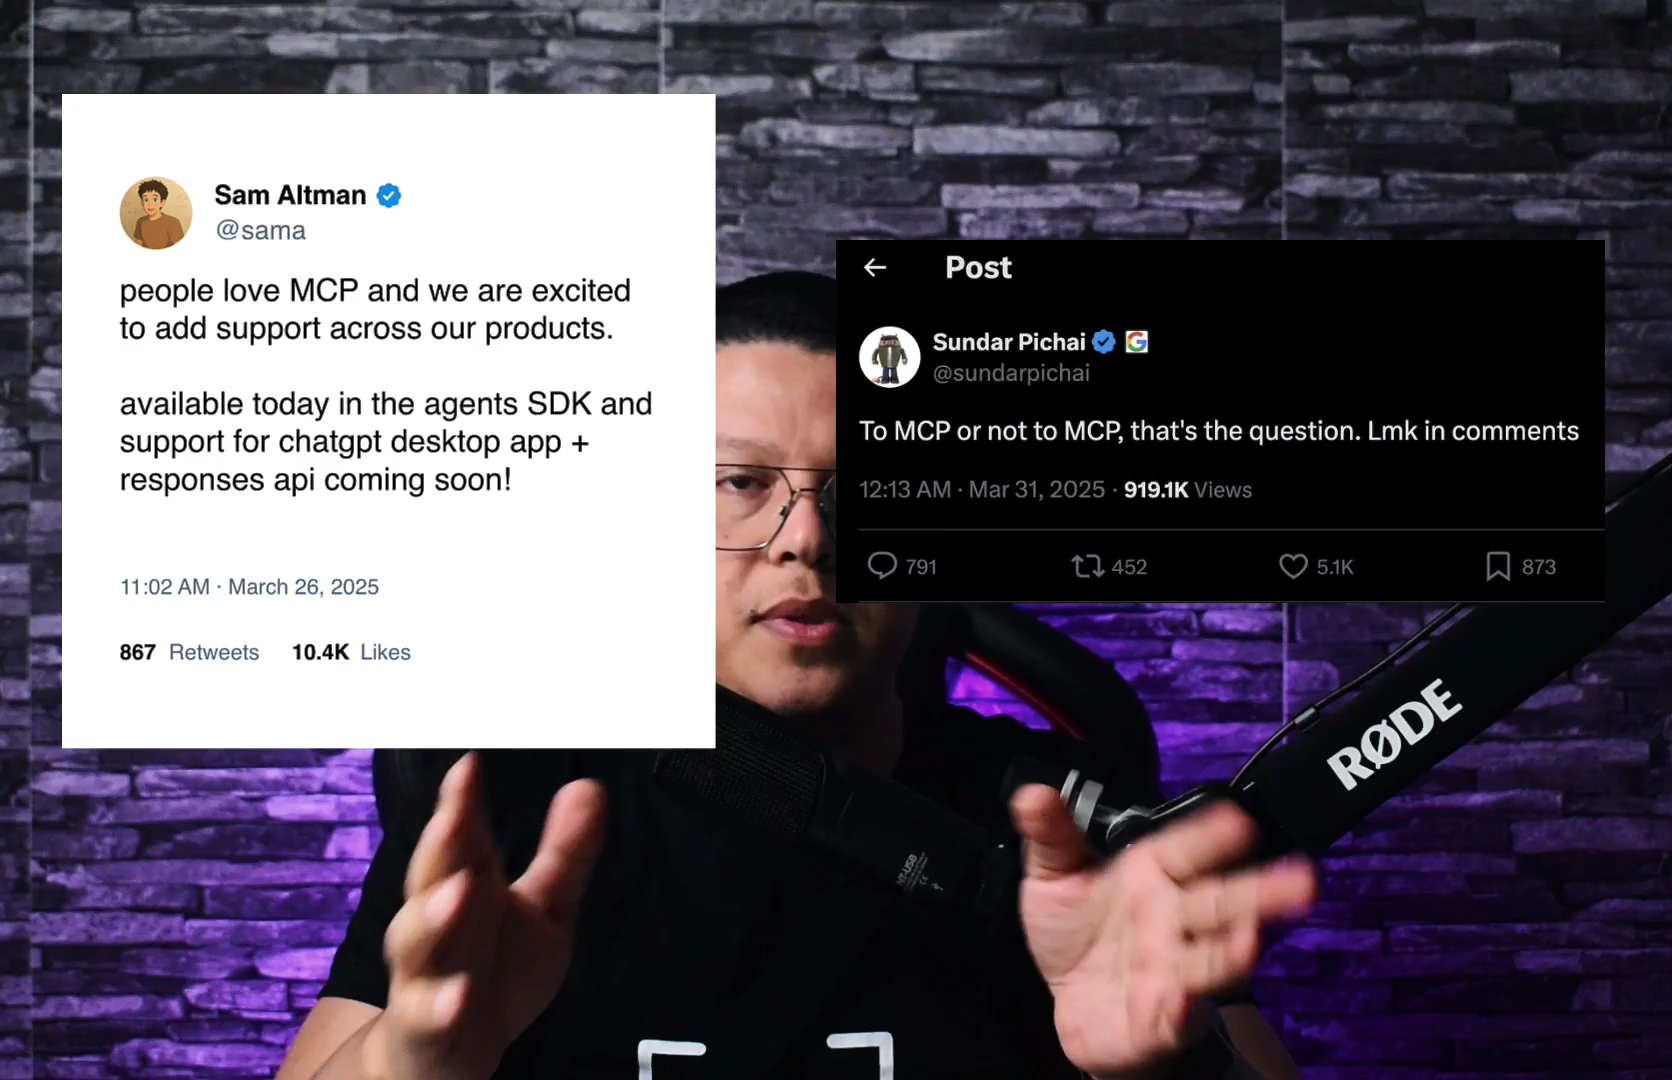 Sam Altman
@sama
people love MCP and we are excited
to add support across our products.
available today in the agents SDK and
support for chatgpt desktop app +
responses api coming soon!
11:02 AM · March 26, 2025
867 Retweets 10.4K Likes
Post
Sundar Pichai
@sundarpichai
To MCP or not to MCP, that's the question. Lmk in comments
12:13 AM · Mar 31, 2025 · 919.1K Views
791 452 5.1K 873
RØDE
NT-USB